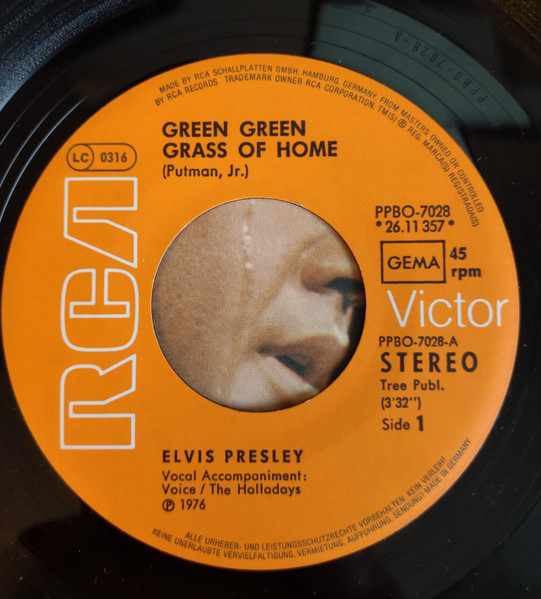 MADE BY RCA SCHALLPLATTEN GMBH, HAMBURG, GERMANY, FROM MASTERS OWNED OR CONTROLLED
BY RCA RECORDS TRADEMARK OWNER RCA CORPORATION. TM(S) ® REG. MARCA(S) REGISTRADA(S)
GREEN GREEN
GRASS OF HOME
(Putman, Jr.)
LC 0316
RCA
PPBO-7028
* 26.11 357 *
GEMA
45
rpm
Victor
PPBO-7028-A
STEREO
Tree Publ.
(3'32")
Side 1
ELVIS PRESLEY
Vocal Accompaniment:
Voice / The Holladays
℗ 1976
ALLE URHEBER- UND LEISTUNGSSCHUTZRECHTE VORBEHALTEN. KEIN VERLEIH!
KEINE UNERLAUBTE VERVIELFÄLTIGUNG, VERMIETUNG, AUFFÜHRUNG, SENDUNG! MADE IN GERMANY
PPBO-7028-A